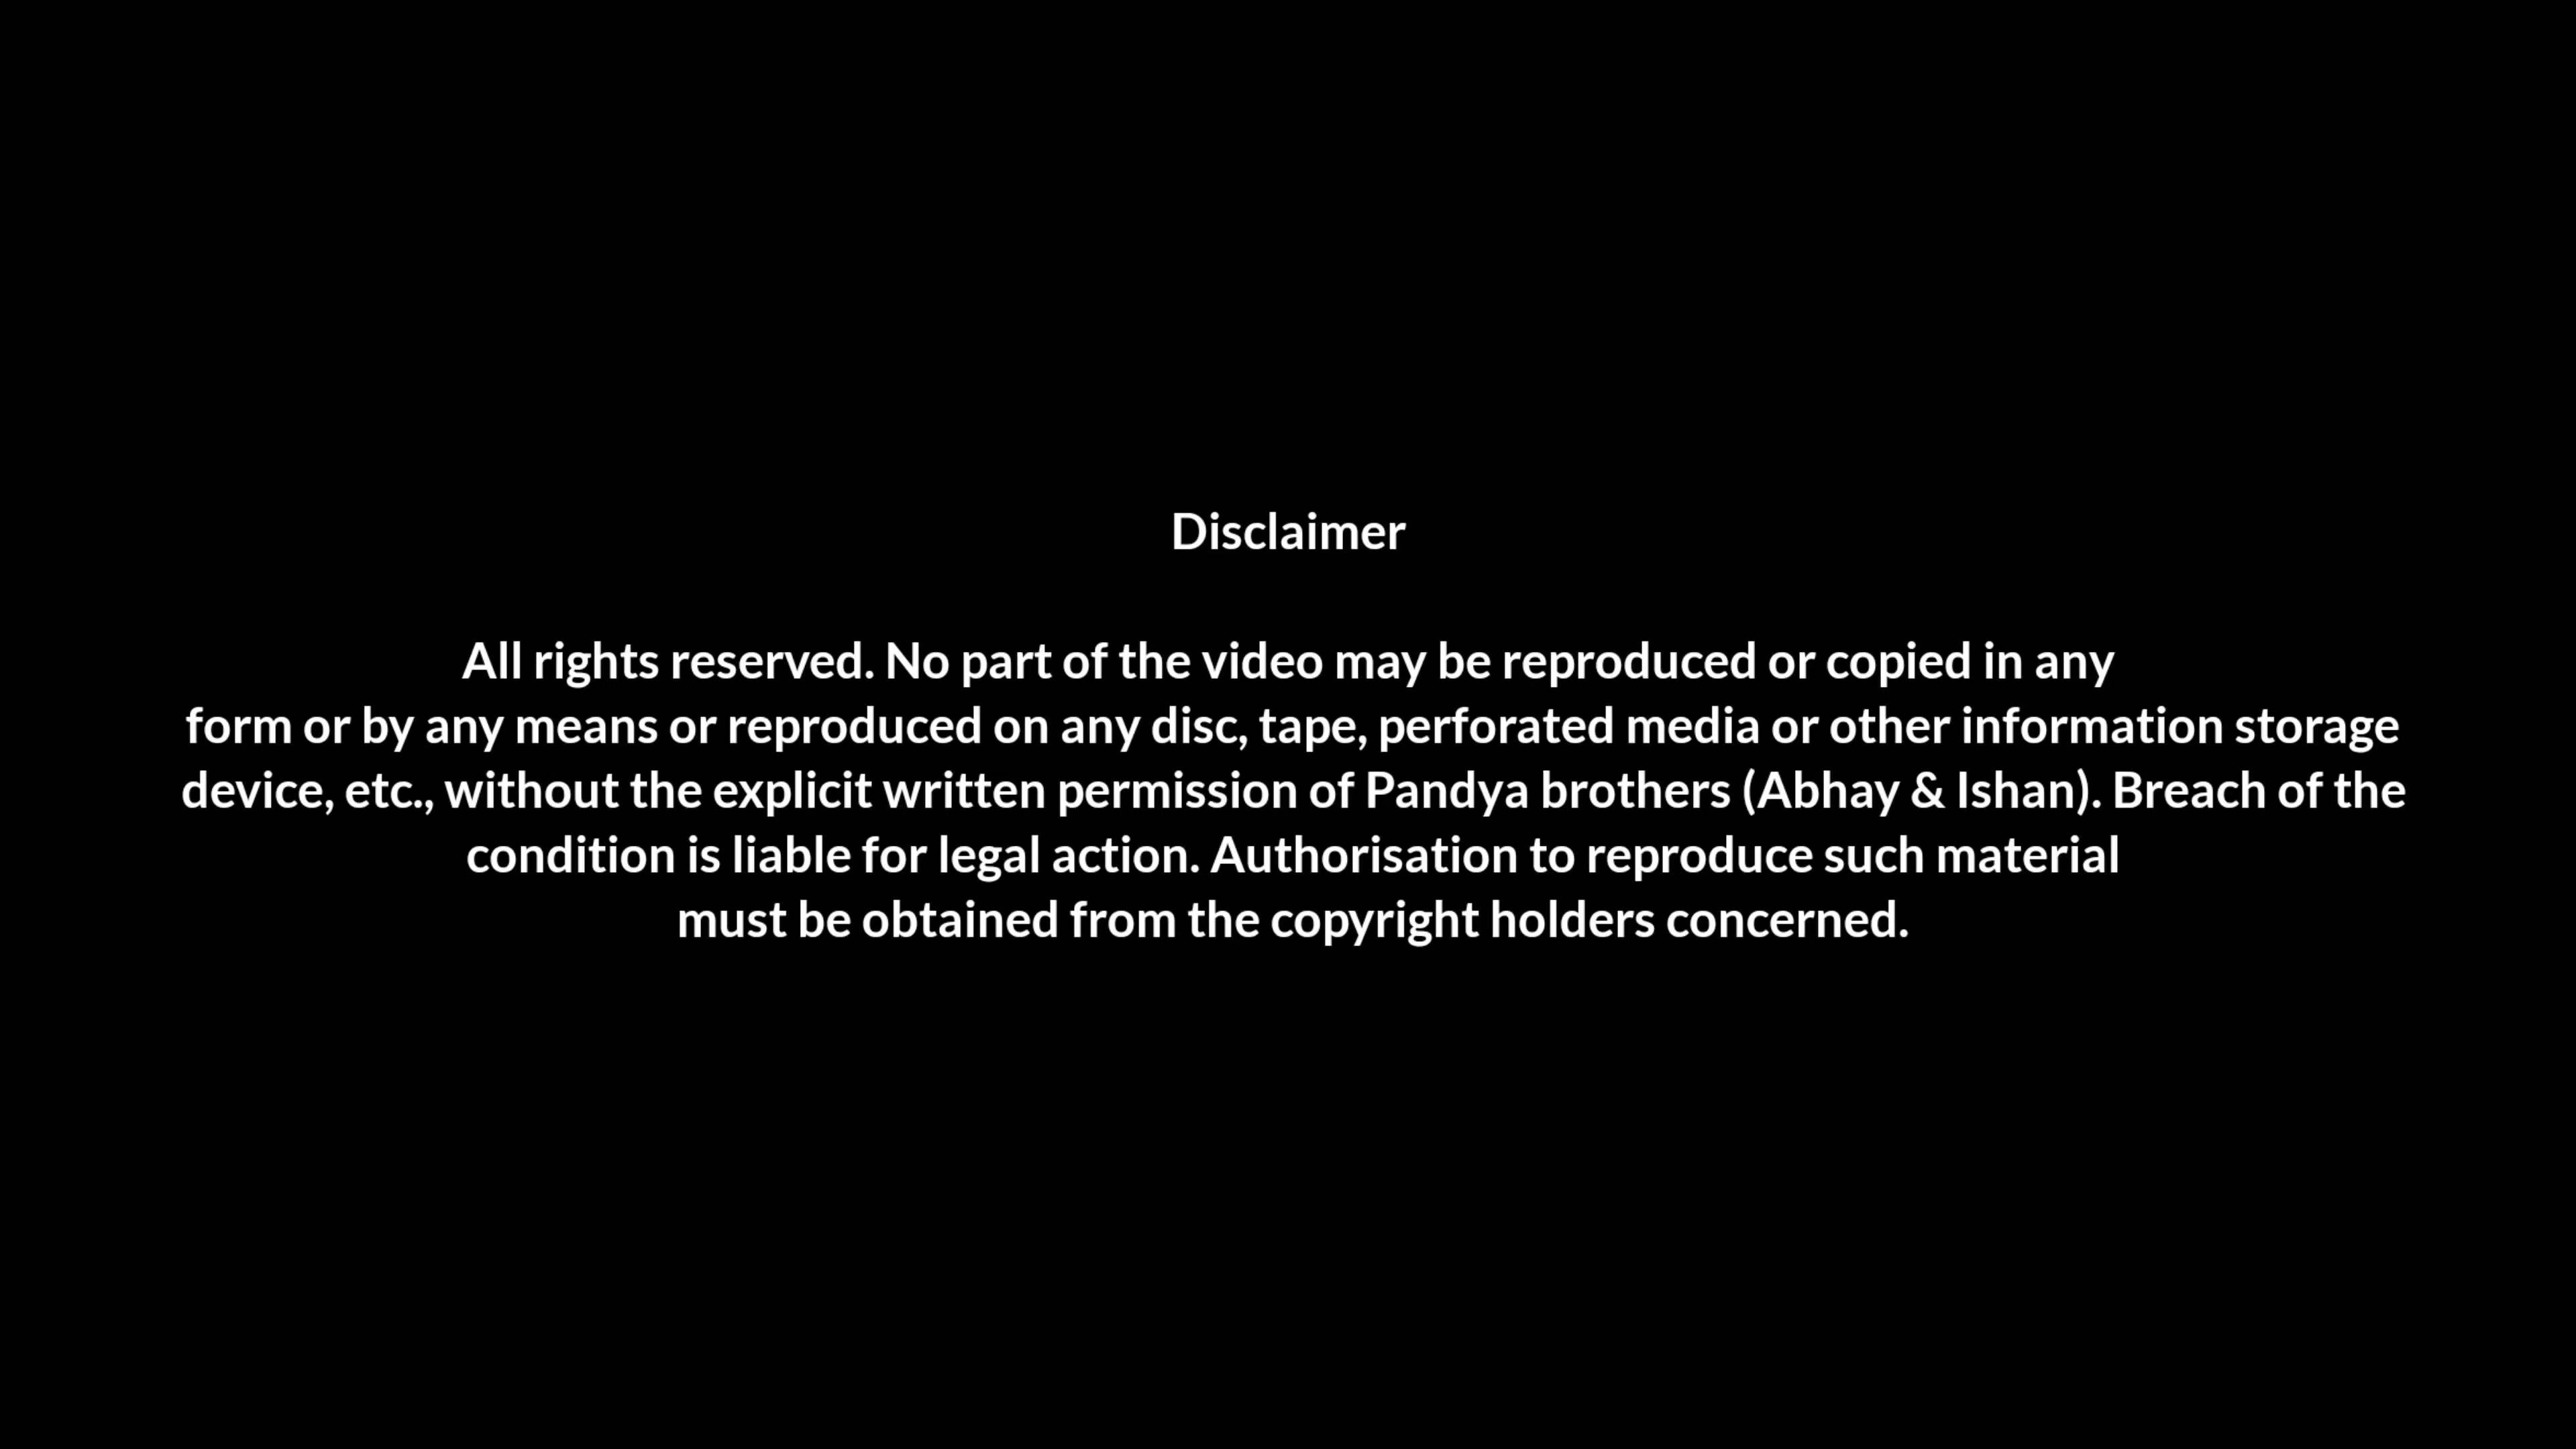 Disclaimer
All rights reserved. No part of the video may be reproduced or copied in any
form or by any means or reproduced on any disc, tape, perforated media or other information storage
device, etc., without the explicit written permission of Pandya brothers (Abhay & Ishan). Breach of the
condition is liable for legal action. Authorisation to reproduce such material
must be obtained from the copyright holders concerned.